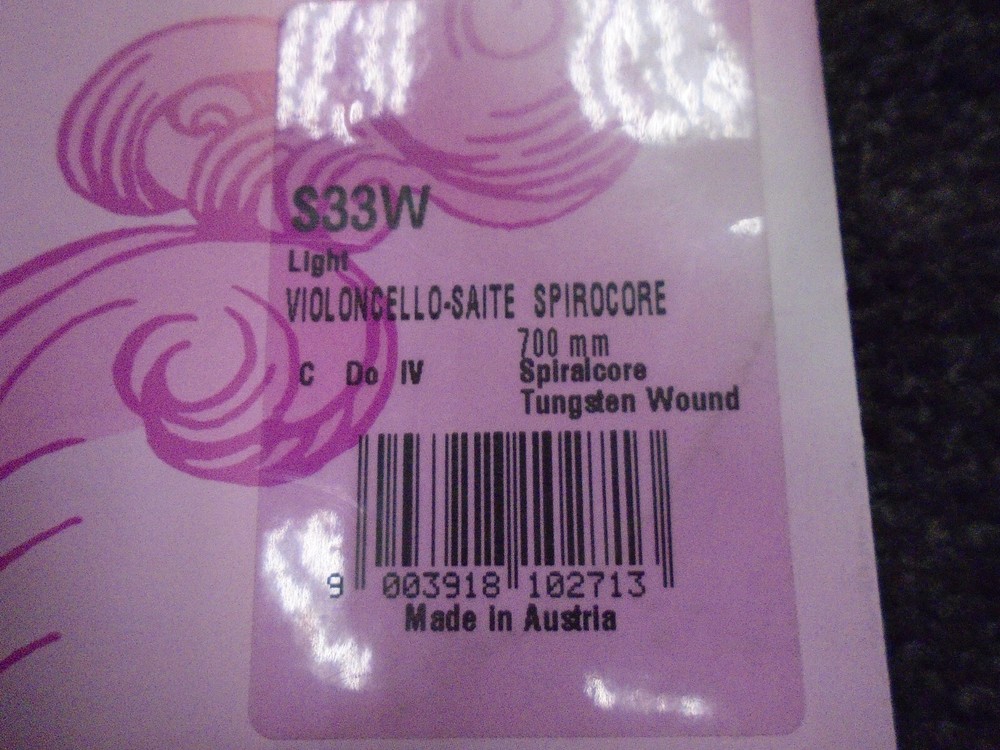 S33W
Light
VIOLONCELLO-SAITE SPIROCORE
700 mm
C Do IV Spiralcore
Tungsten Wound
9 003918 102713
Made in Austria